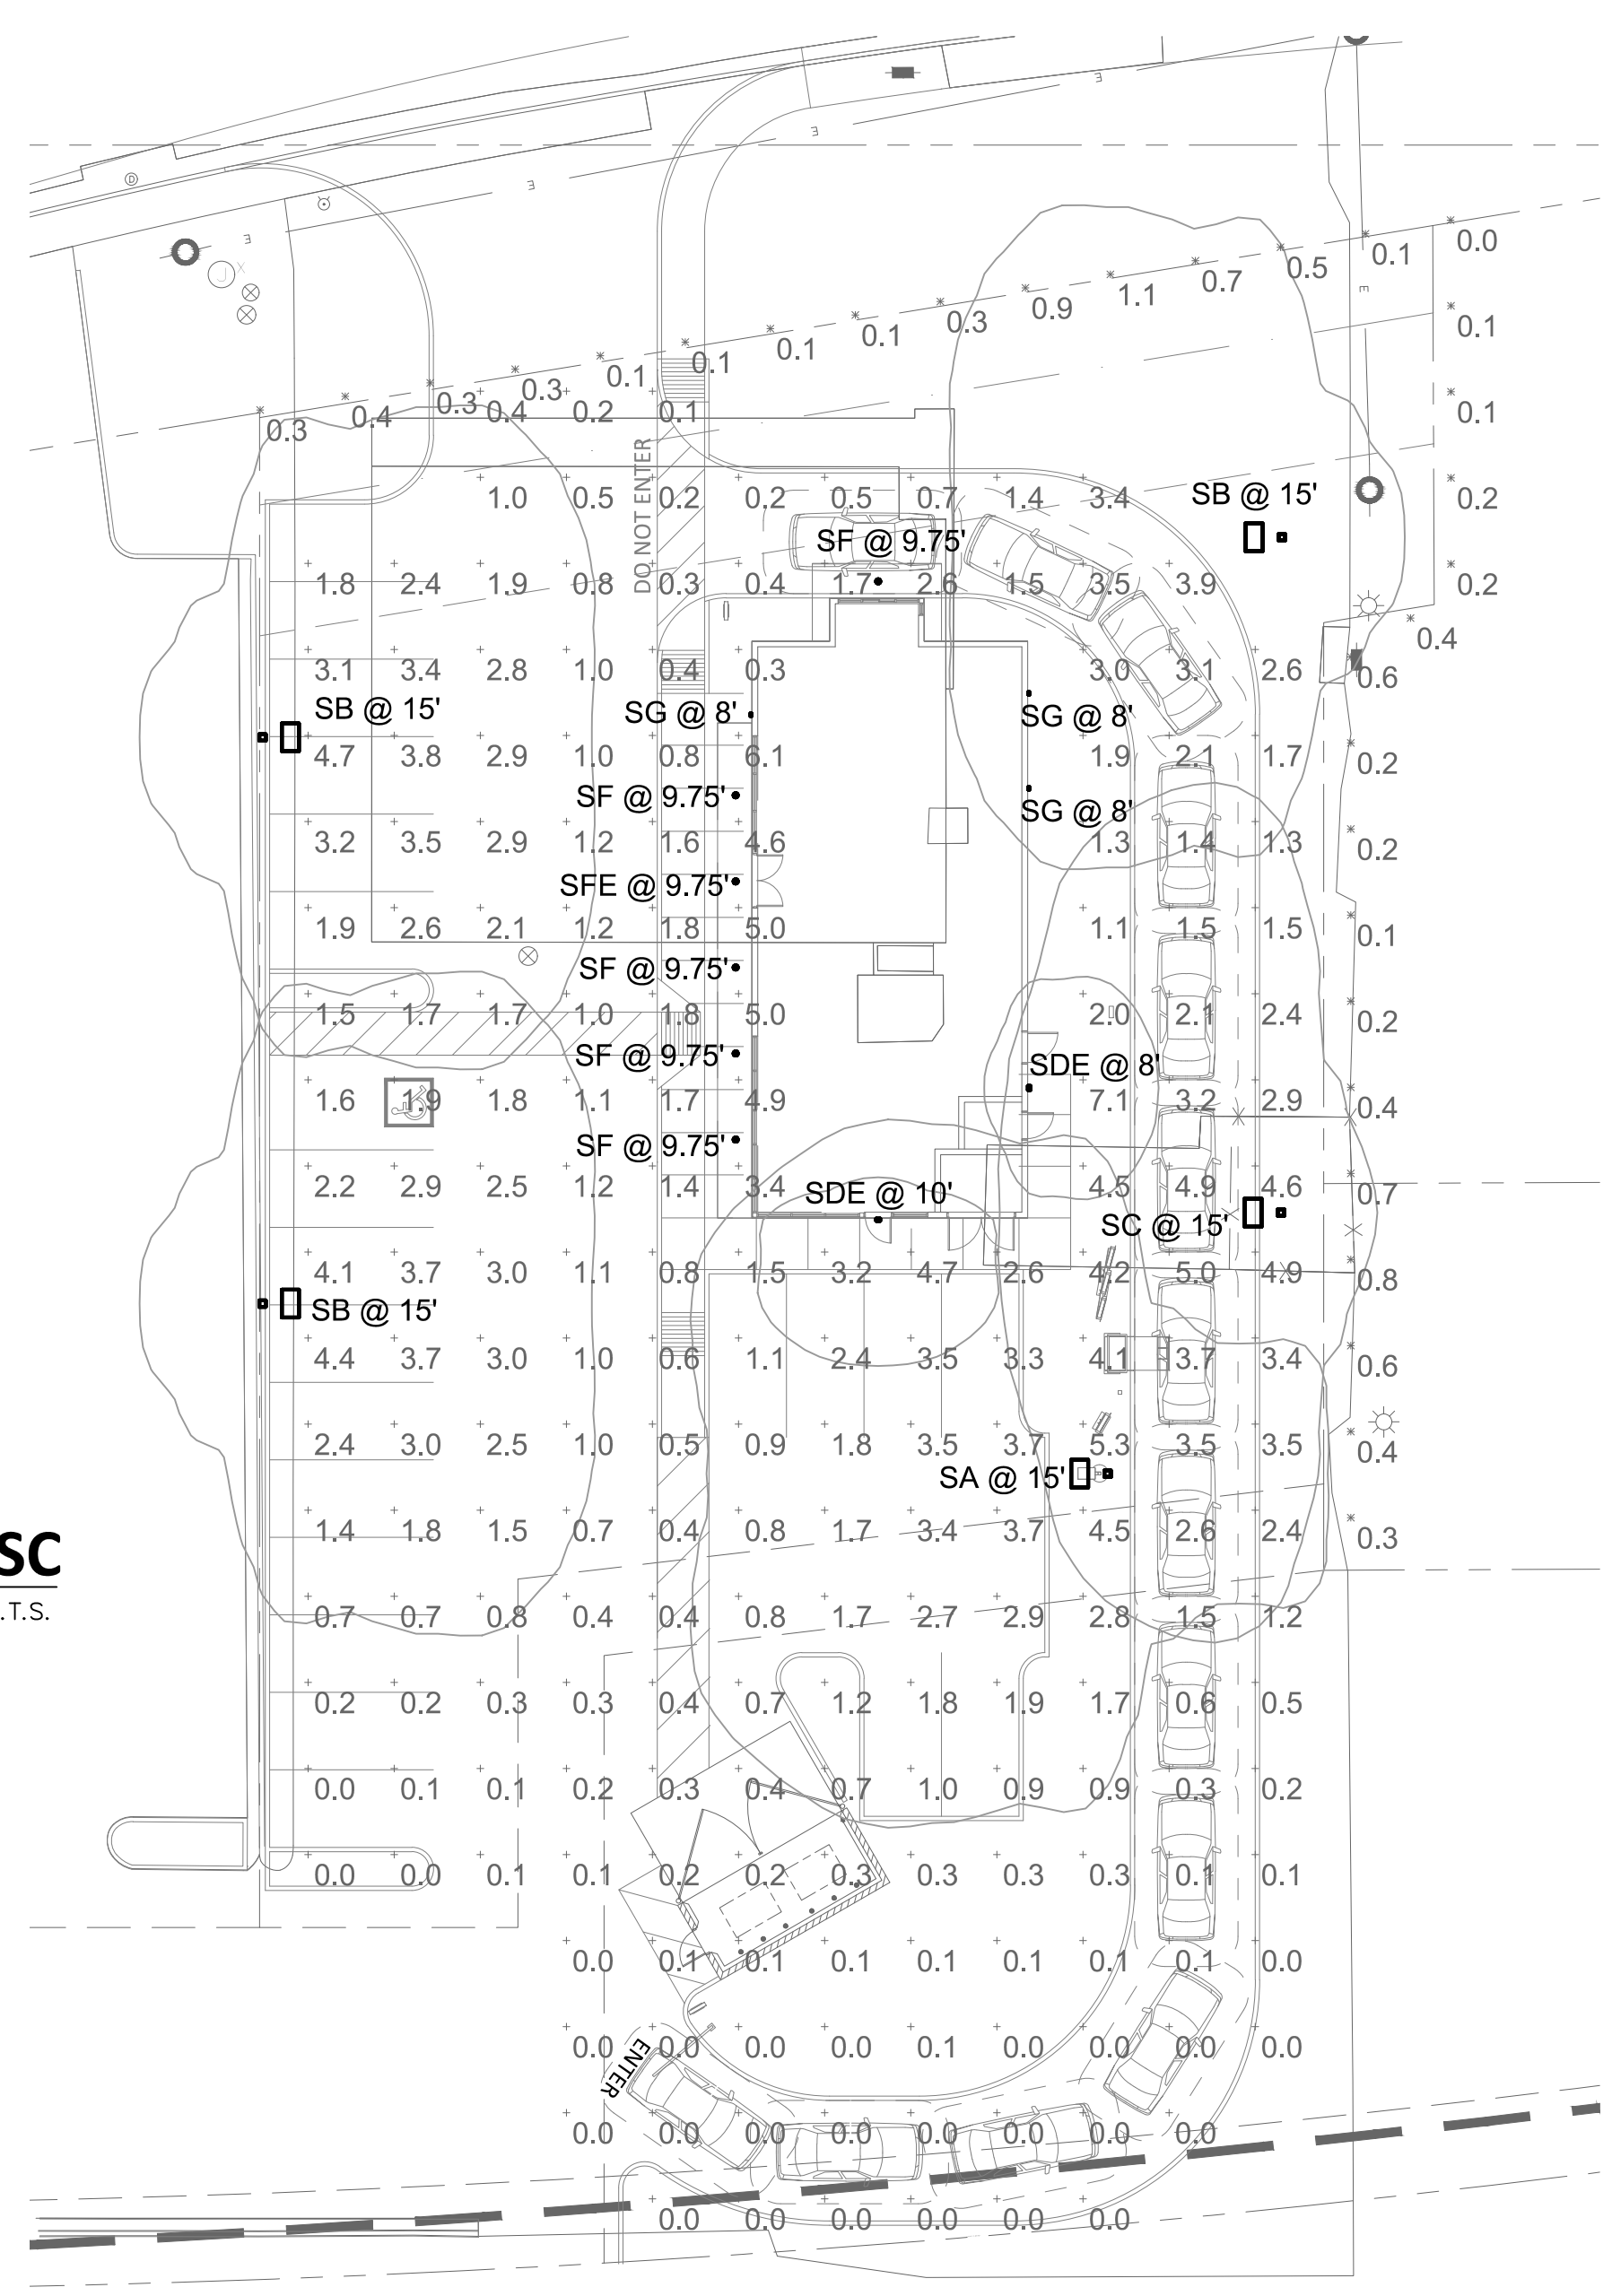 E
E
E
E
D
J X
E
0.0
0.1
0.5
0.7
1.1
0.9
0.3
0.1
0.1
0.1
0.1
0.3
0.3
0.4
0.3
0.1
0.1
0.4 0.2 0.1
DO NOT ENTER
SB @ 15'
1.0 0.5 0.2 0.2 0.5 0.7 1.4 3.4 0.2
SF @ 9.75'
1.8 2.4 1.9 0.8 0.3 0.4 1.7 2.6 1.5 3.5 3.9 0.2
0.4
3.1 3.4 2.8 1.0 0.4 0.3 3.0 3.1 2.6 0.6
SB @ 15' SG @ 8' SG @ 8'
4.7 3.8 2.9 1.0 0.8 6.1 1.9 2.1 1.7 0.2
SF @ 9.75' SG @ 8'
3.2 3.5 2.9 1.2 1.6 4.6 1.3 1.4 1.3 0.2
SFE @ 9.75'
1.9 2.6 2.1 1.2 1.8 5.0 1.1 1.5 1.5 0.1
SF @ 9.75'
1.5 1.7 1.7 1.0 1.8 5.0 2.0 2.1 2.4 0.2
SF @ 9.75' SDE @ 8'
1.6 1.9 1.8 1.1 1.7 4.9 7.1 3.2 2.9 0.4
SF @ 9.75'
2.2 2.9 2.5 1.2 1.4 3.4 4.5 4.9 4.6 0.7
SDE @ 10' SC @ 15'
4.1 3.7 3.0 1.1 0.8 1.5 3.2 4.7 2.6 4.2 5.0 4.9 0.8
SB @ 15'
4.4 3.7 3.0 1.0 0.6 1.1 2.4 3.5 3.3 4.1 3.7 3.4 0.6
2.4 3.0 2.5 1.0 0.5 0.9 1.8 3.5 3.7 5.3 3.5 3.5 0.4
SA @ 15'
1.4 1.8 1.5 0.7 0.4 0.8 1.7 3.4 3.7 4.5 2.6 2.4 0.3
SC
.T.S.
0.7 0.7 0.8 0.4 0.4 0.8 1.7 2.7 2.9 2.8 1.5 1.2
0.2 0.2 0.3 0.3 0.4 0.7 1.2 1.8 1.9 1.7 0.6 0.5
0.0 0.1 0.1 0.2 0.3 0.4 0.7 1.0 0.9 0.9 0.3 0.2
0.0 0.0 0.1 0.1 0.2 0.2 0.3 0.3 0.3 0.3 0.1 0.1
0.0 0.1 0.1 0.1 0.1 0.1 0.1 0.1 0.0
0.0 0.0 0.0 0.0 0.1 0.0 0.0 0.0 0.0
ENTER
0.0 0.0 0.0 0.0 0.0 0.0 0.0 0.0
0.0 0.0 0.0 0.0 0.0 0.0